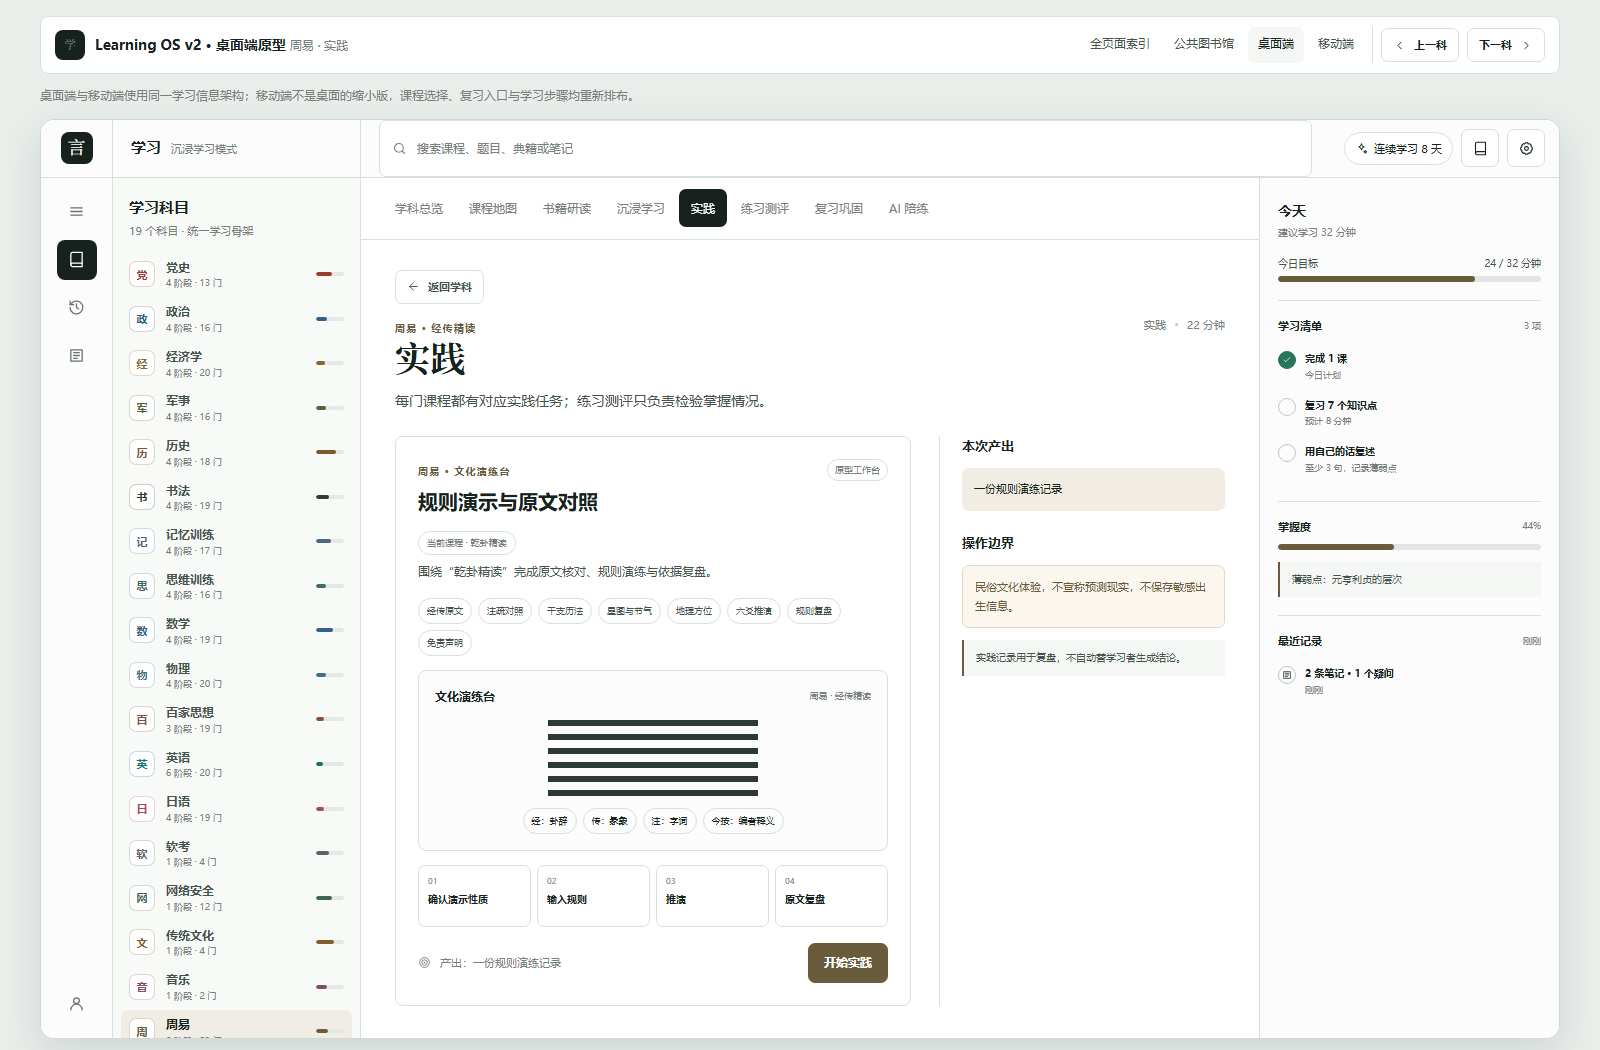 学 Learning OS v2 • 桌面端原型 周易 · 实践
全页面索引 公共图书馆 桌面端 移动端 上一科 下一科
桌面端与移动端使用同一学习信息架构；移动端不是桌面的缩小版，课程选择、复习入口与学习步骤均重新排布。
言 学习 沉浸学习模式
搜索课程、题目、典籍或笔记
连续学习 8 天
学习科目
19 个科目 · 统一学习骨架
党 党史
4 阶段 · 13 门
政 政治
4 阶段 · 16 门
经 经济学
4 阶段 · 20 门
军 军事
4 阶段 · 16 门
历 历史
4 阶段 · 18 门
书 书法
4 阶段 · 19 门
记 记忆训练
4 阶段 · 17 门
思 思维训练
4 阶段 · 16 门
数 数学
4 阶段 · 19 门
物 物理
4 阶段 · 20 门
百 百家思想
3 阶段 · 19 门
英 英语
6 阶段 · 20 门
日 日语
4 阶段 · 19 门
软 软考
1 阶段 · 4 门
网 网络安全
1 阶段 · 12 门
文 传统文化
1 阶段 · 4 门
音 音乐
1 阶段 · 2 门
周 周易
学科总览 课程地图 书籍研读 沉浸学习 实践 练习测评 复习巩固 AI 陪练
返回学科
周易 • 经传精读
实践 • 22 分钟
实践
每门课程都有对应实践任务；练习测评只负责检验掌握情况。
周易 • 文化演练台
原型工作台
规则演示与原文对照
当前课程 · 乾卦精读
围绕“乾卦精读”完成原文核对、规则演练与依据复盘。
经传原文 注疏对照 干支历法 星图与节气 地理方位 六爻推演 规则复盘
免责声明
文化演练台
周易 · 经传精读
经：卦辞 传：彖象 注：字词 今按：编者释义
01
确认演示性质
02
输入规则
03
推演
04
原文复盘
产出：一份规则演练记录
开始实践
本次产出
一份规则演练记录
操作边界
民俗文化体验，不宣称预测现实，不保存敏感出
生信息。
实践记录用于复盘，不自动替学习者生成结论。
今天
建议学习 32 分钟
今日目标 24 / 32 分钟
学习清单 3 项
完成 1 课
今日计划
复习 7 个知识点
预计 8 分钟
用自己的话复述
至少 3 句，记录薄弱点
掌握度 44%
薄弱点：元亨利贞的层次
最近记录 刚刚
2 条笔记 • 1 个疑问
刚刚